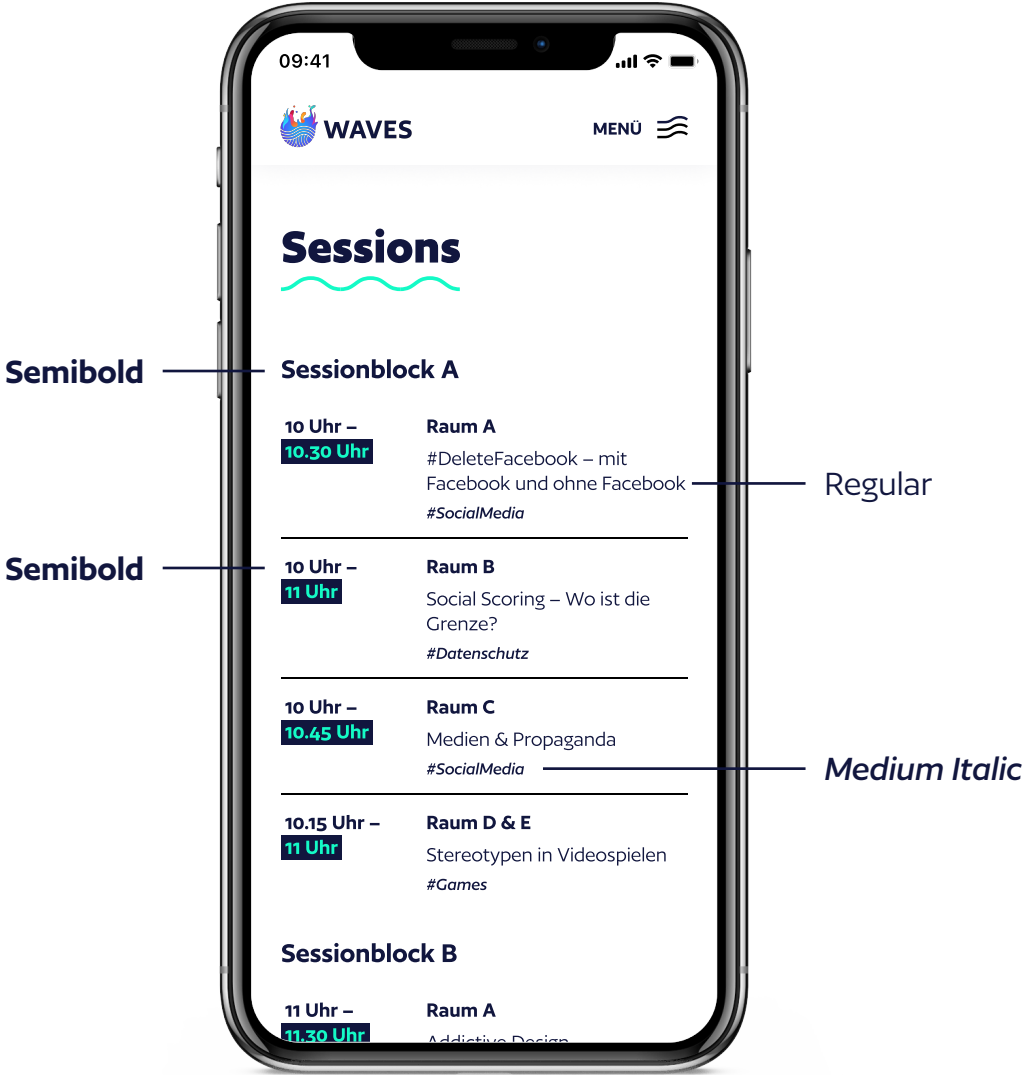 09:41
WAVES
MENÜ
Sessions
Semibold
Sessionblock A
10 Uhr –
10.30 Uhr
Raum A
#DeleteFacebook – mit
Facebook und ohne Facebook
#SocialMedia
Regular
Semibold
10 Uhr –
11 Uhr
Raum B
Social Scoring – Wo ist die
Grenze?
#Datenschutz
10 Uhr –
10.45 Uhr
Raum C
Medien & Propaganda
#SocialMedia
Medium Italic
10.15 Uhr –
11 Uhr
Raum D & E
Stereotypen in Videospielen
#Games
Sessionblock B
11 Uhr –
11.30 Uhr
Raum A
Addictive Design